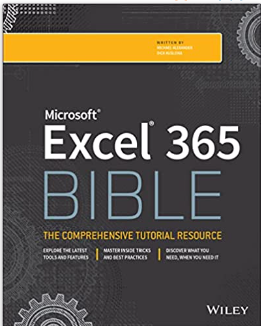 WRITTEN BY
MICHAEL ALEXANDER
DICK KUSLEIKA
Microsoft®
Excel® 365
BIBLE
THE COMPREHENSIVE TUTORIAL RESOURCE
EXPLORE THE LATEST
TOOLS AND FEATURES
MASTER INSIDE TRICKS
AND BEST PRACTICES
DISCOVER WHAT YOU
NEED, WHEN YOU NEED IT
WILEY